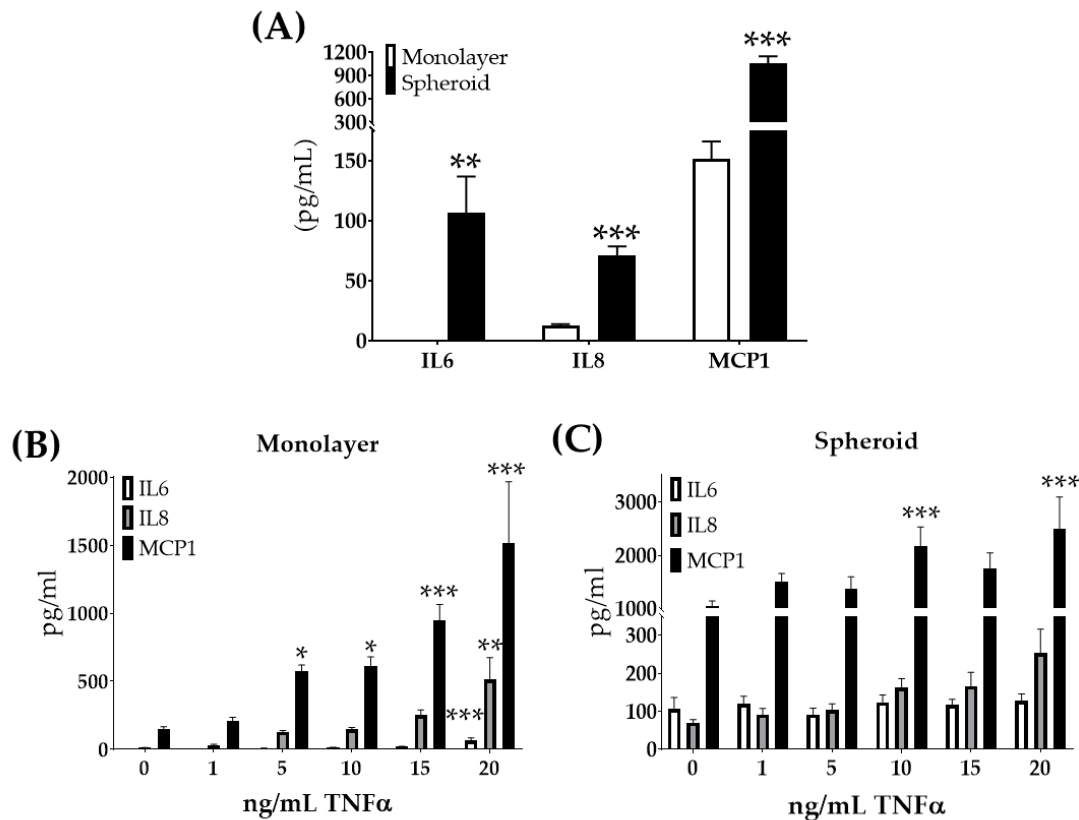 (A)
Monolayer
Spheroid
(pg/mL)
1200
900
600
300
150
100
50
0
**
***
***
IL6 IL8 MCP1
(B)
Monolayer
IL6
IL8
MCP1
pg/ml
2000
1500
1000
500
0
*
*
***
***
**
***
0 1 5 10 15 20
ng/mL TNFα
(C)
Spheroid
IL6
IL8
MCP1
pg/ml
3000
2000
1000
300
200
100
0
***
***
0 1 5 10 15 20
ng/mL TNFα